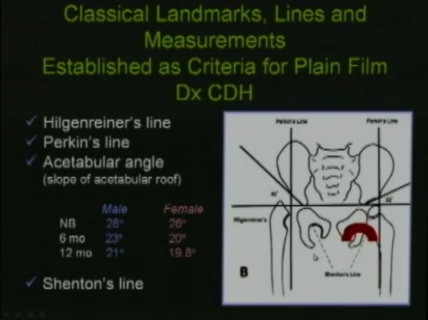 Classical Landmarks, Lines and
Measurements
Established as Criteria for Plain Film
Dx CDH
✓ Hilgenreiner's line
✓ Perkin's line
✓ Acetabular angle
(slope of acetabular roof)
Male Female
NB 28° 26°
6 mo 23° 20°
12 mo 21° 19.8°
✓ Shenton's line
Perkin's Line Perkin's Line
Hilgenreiner's
Shenton's Line
B